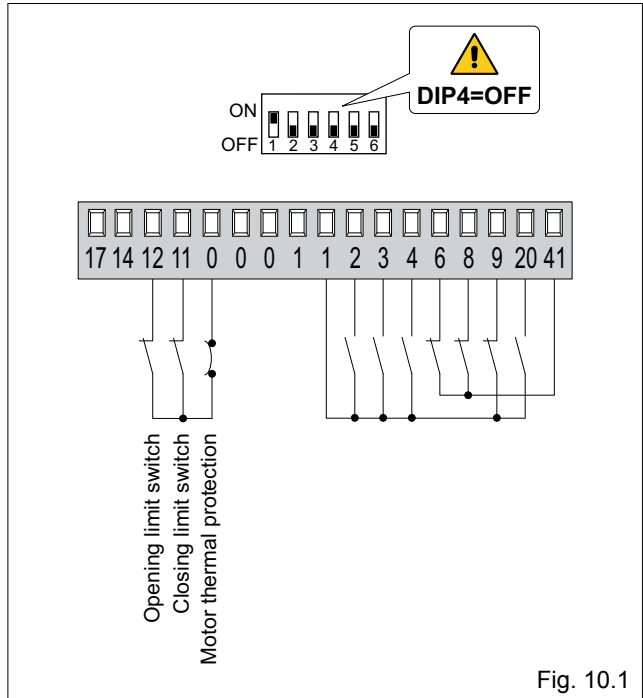 DIP4=OFF
ON
OFF
1 2 3 4 5 6
17 14 12 11 0 0 0 1 1 2 3 4 6 8 9 20 41
Opening limit switch
Closing limit switch
Motor thermal protection
Fig. 10.1